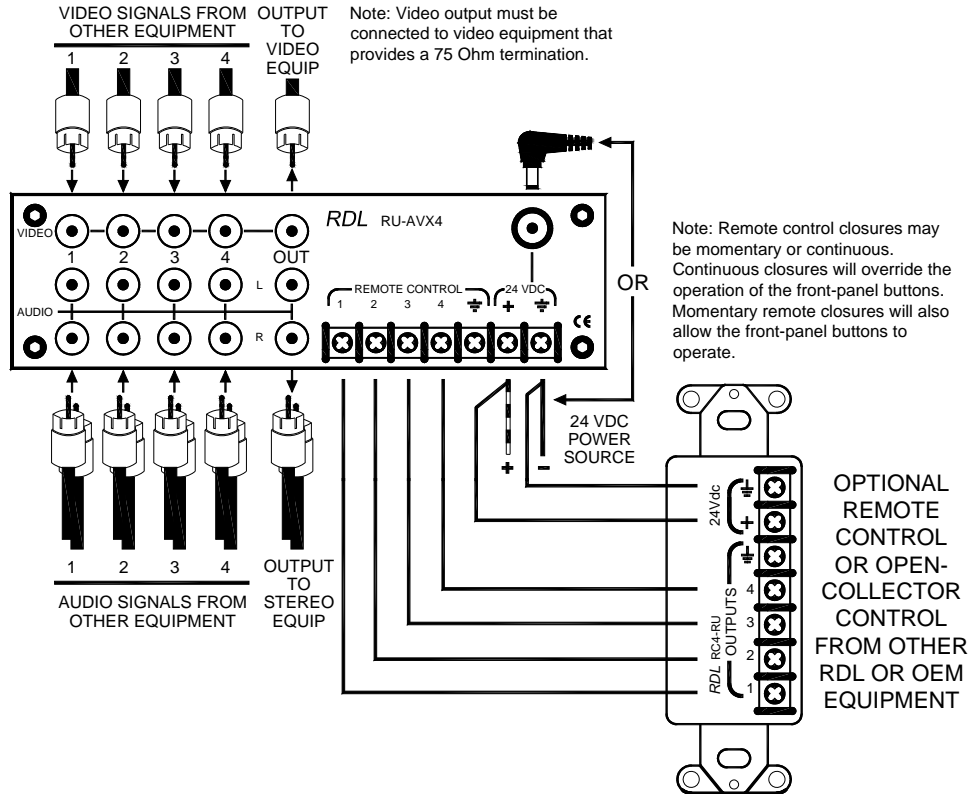 VIDEO SIGNALS FROM
OTHER EQUIPMENT
1 2 3 4
OUTPUT
TO
VIDEO
EQUIP
Note: Video output must be
connected to video equipment that
provides a 75 Ohm termination.
RDL RU-AVX4
VIDEO
1 2 3 4 OUT
L
AUDIO
R
REMOTE CONTROL
1 2 3 4
24 VDC
+
CE
OR
Note: Remote control closures may
be momentary or continuous.
Continuous closures will override the
operation of the front-panel buttons.
Momentary remote closures will also
allow the front-panel buttons to
operate.
24 VDC
POWER
SOURCE
+ -
1 2 3 4
AUDIO SIGNALS FROM
OTHER EQUIPMENT
OUTPUT
TO
STEREO
EQUIP
24Vdc
+
RDL RC4-RU
OUTPUTS
4
3
2
1
OPTIONAL
REMOTE
CONTROL
OR OPEN-
COLLECTOR
CONTROL
FROM OTHER
RDL OR OEM
EQUIPMENT